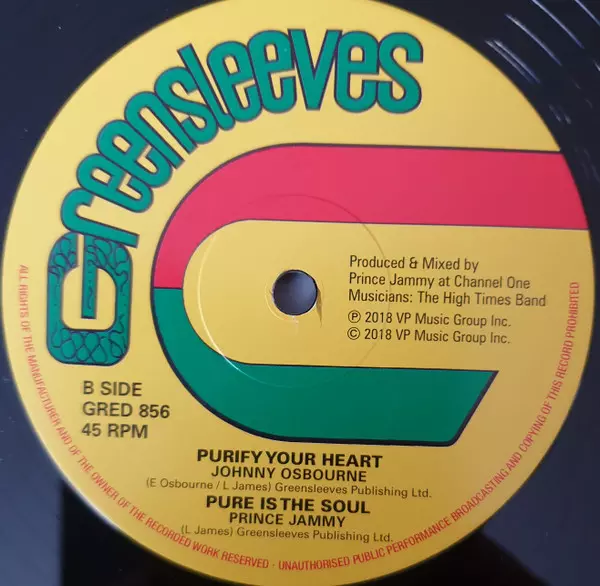 Greensleeves
Produced & Mixed by
Prince Jammy at Channel One
Musicians: The High Times Band
℗ 2018 VP Music Group Inc.
© 2018 VP Music Group Inc.
B SIDE
GRED 856
45 RPM
PURIFY YOUR HEART
JOHNNY OSBOURNE
(E Osbourne / L James) Greensleeves Publishing Ltd.
PURE IS THE SOUL
PRINCE JAMMY
(L James) Greensleeves Publishing Ltd.
ALL RIGHTS OF THE MANUFACTURER AND OF THE OWNER OF THE RECORDED WORK RESERVED - UNAUTHORISED PUBLIC PERFORMANCE BROADCASTING AND COPYING OF THIS RECORD PROHIBITED